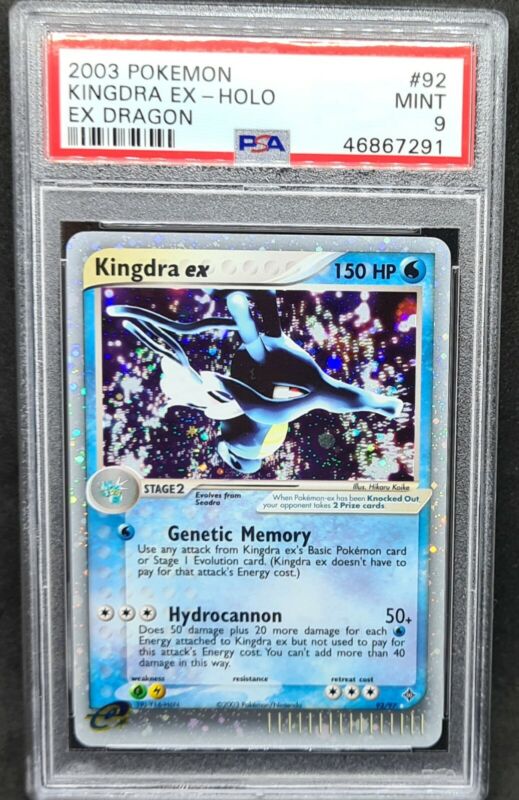 2003 POKEMON #92
KINGDRA EX - HOLO MINT
EX DRAGON 9
PSA 46867291
Kingdra ex 150 HP
Illus. Hikaru Koike
STAGE 2
Evolves from
Seadra
When Pokémon-ex has been Knocked Out,
your opponent takes 2 Prize cards.
Genetic Memory
Use any attack from Kingdra ex's Basic Pokémon card
or Stage 1 Evolution card. (Kingdra ex doesn't have to
pay for that attack's Energy cost.)
Hydrocannon 50+
Does 50 damage plus 20 more damage for each
Energy attached to Kingdra ex but not used to pay for
this attack's Energy cost. You can't add more than 40
damage in this way.
weakness resistance retreat cost
©2003 Pokémon/Nintendo 92/97